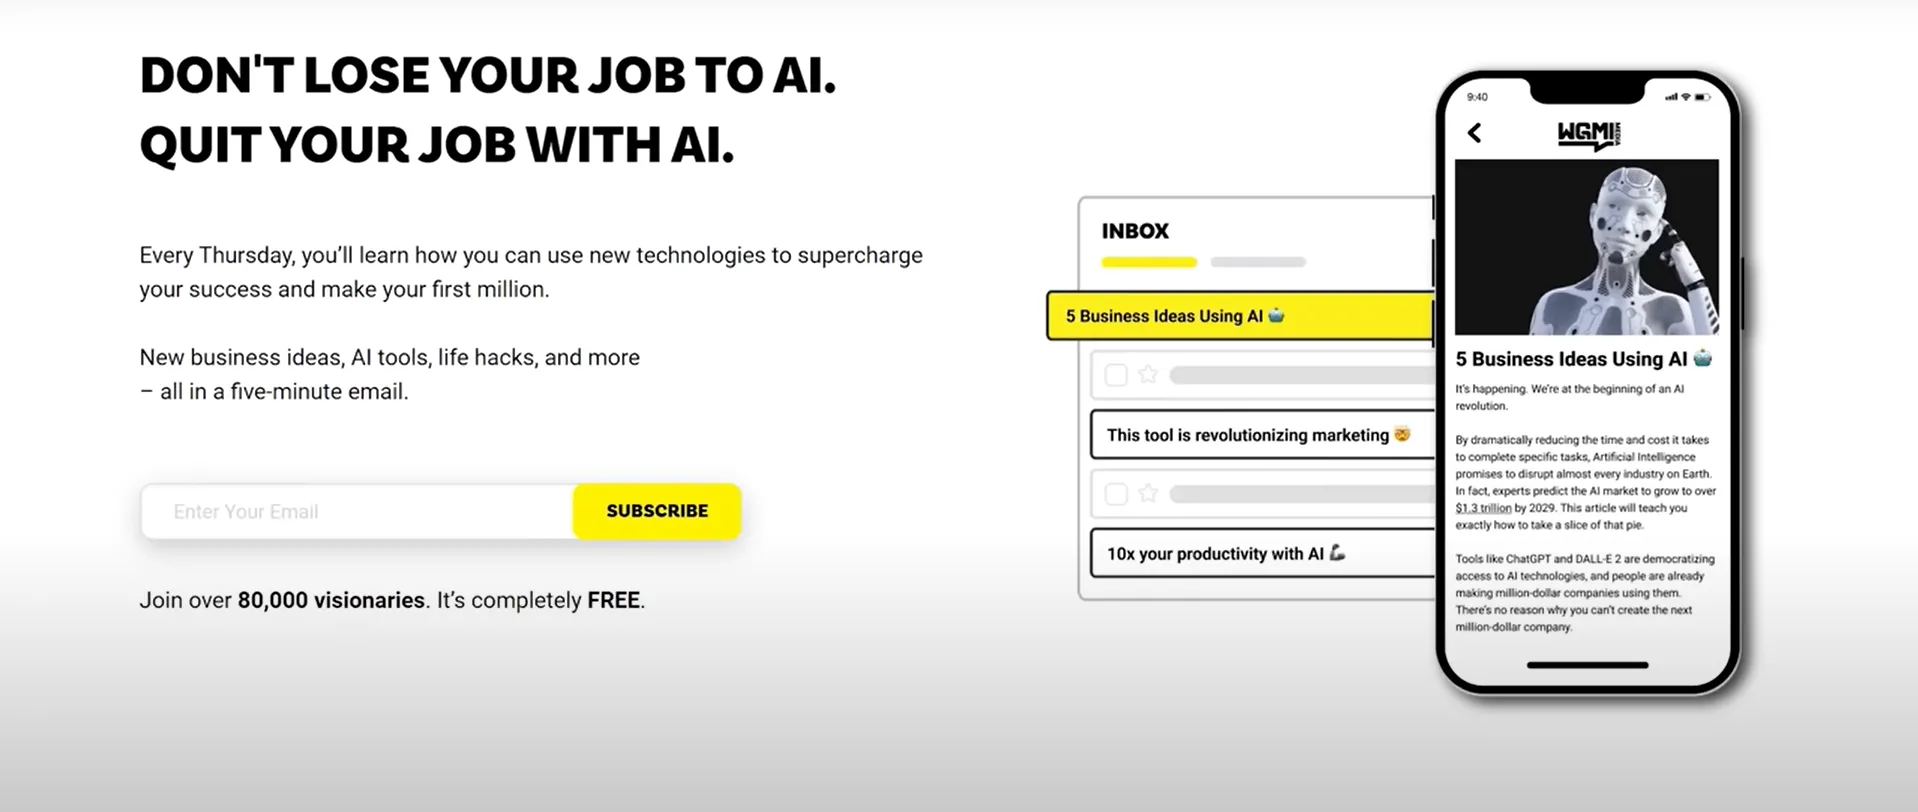 DON'T LOSE YOUR JOB TO AI.
QUIT YOUR JOB WITH AI.
Every Thursday, you’ll learn how you can use new technologies to supercharge
your success and make your first million.
New business ideas, AI tools, life hacks, and more
– all in a five-minute email.
Enter Your Email
SUBSCRIBE
Join over 80,000 visionaries. It’s completely FREE.
INBOX
5 Business Ideas Using AI 🤖
This tool is revolutionizing marketing 🤯
10x your productivity with AI 🦾
9:40
WGMI MEDIA
5 Business Ideas Using AI 🤖
It's happening. We're at the beginning of an AI
revolution.
By dramatically reducing the time and cost it takes
to complete specific tasks, Artificial Intelligence
promises to disrupt almost every industry on Earth.
In fact, experts predict the AI market to grow to over
$1.3 trillion by 2029. This article will teach you
exactly how to take a slice of that pie.
Tools like ChatGPT and DALL-E 2 are democratizing
access to AI technologies, and people are already
making million-dollar companies using them.
There's no reason why you can't create the next
million-dollar company.